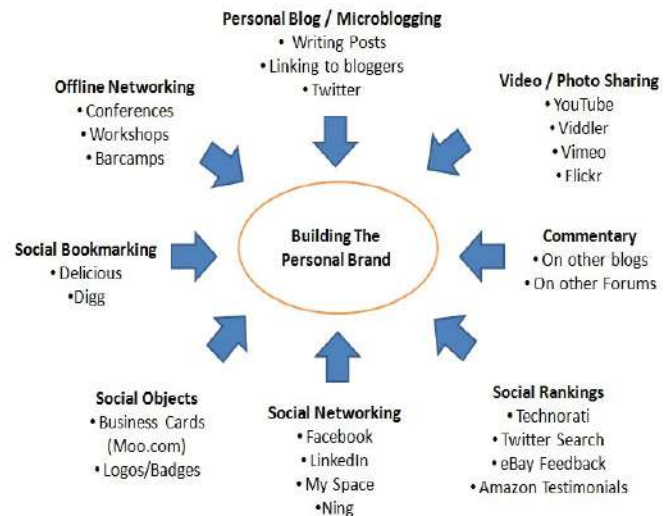 Personal Blog / Microblogging
• Writing Posts
• Linking to bloggers
• Twitter
Offline Networking
• Conferences
• Workshops
• Barcamps
Video / Photo Sharing
• YouTube
• Viddler
• Vimeo
• Flickr
Building The
Personal Brand
Social Bookmarking
• Delicious
•Digg
Commentary
• On other blogs
• On other Forums
Social Objects
• Business Cards
(Moo.com)
• Logos/Badges
Social Networking
• Facebook
• LinkedIn
• My Space
•Ning
Social Rankings
• Technorati
• Twitter Search
• eBay Feedback
• Amazon Testimonials